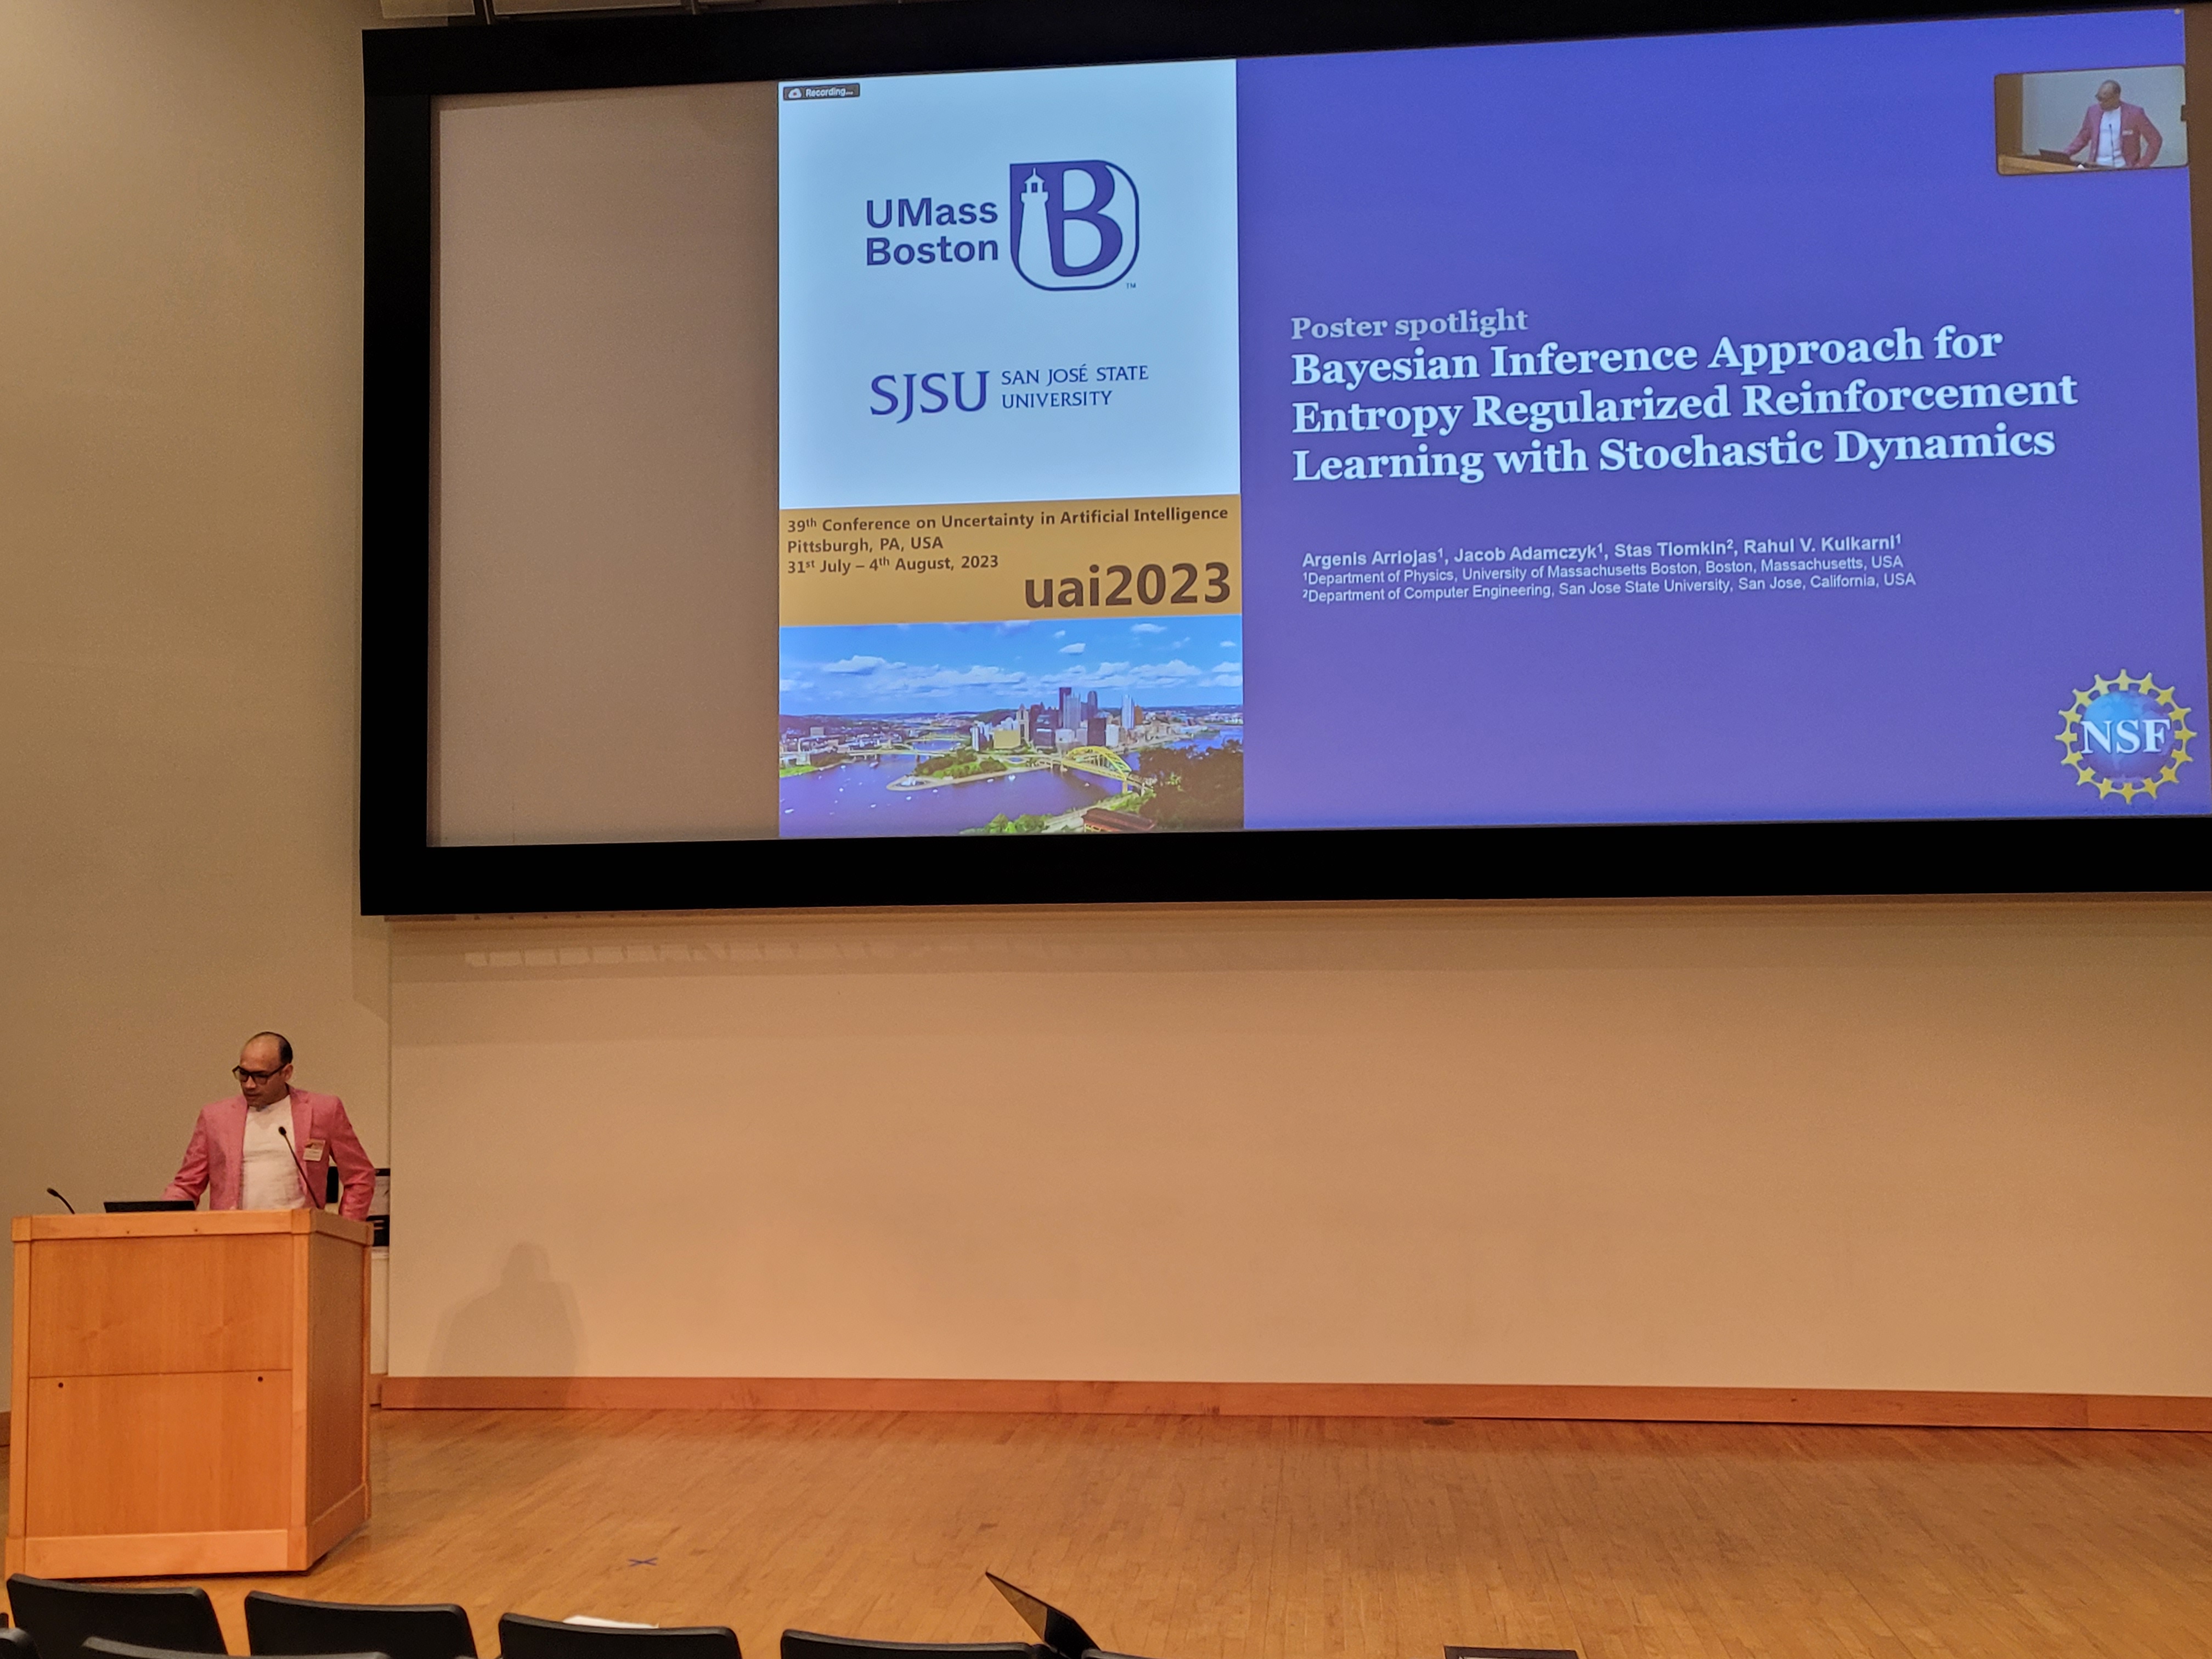 Recording...
UMass
Boston
B
TM
SJSU
SAN JOSÉ STATE
UNIVERSITY
39th Conference on Uncertainty in Artificial Intelligence
Pittsburgh, PA, USA
31st July – 4th August, 2023
uai2023
Poster spotlight
Bayesian Inference Approach for
Entropy Regularized Reinforcement
Learning with Stochastic Dynamics
Argenis Arriojas¹, Jacob Adamczyk¹, Stas Tiomkin², Rahul V. Kulkarni¹
¹Department of Physics, University of Massachusetts Boston, Boston, Massachusetts, USA
²Department of Computer Engineering, San Jose State University, San Jose, California, USA
NSF